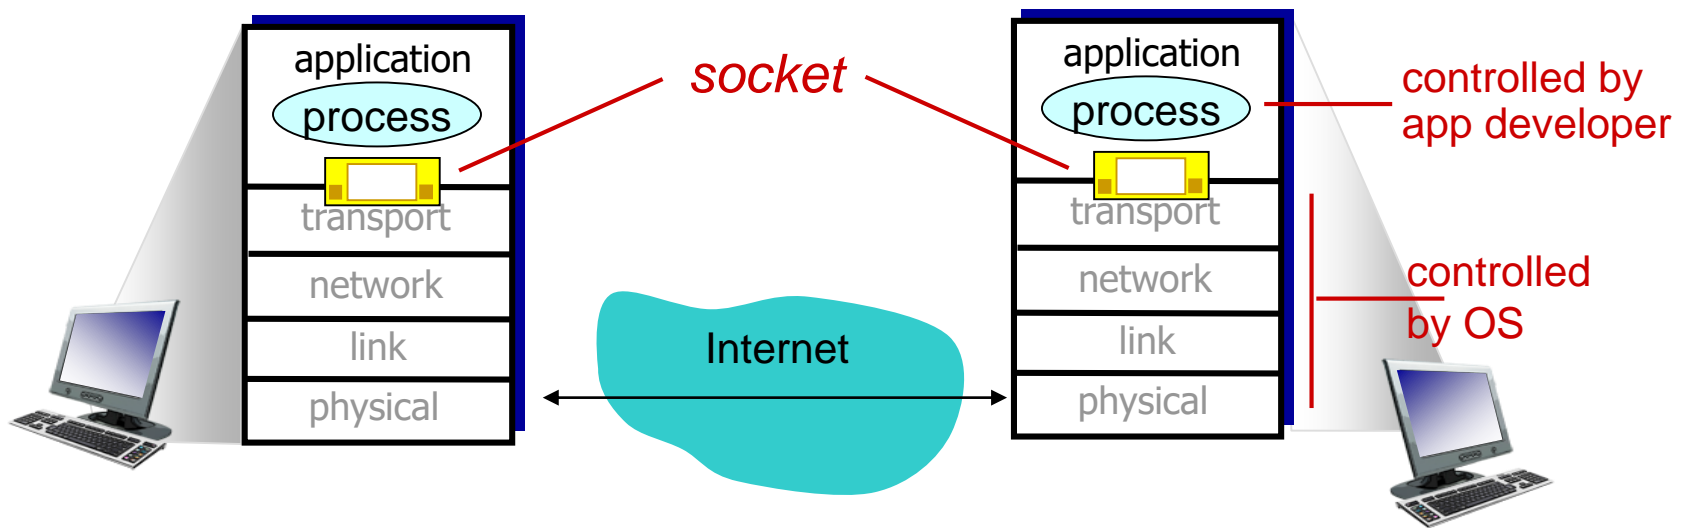 application
process
transport
network
link
physical
socket
Internet
application
process
transport
network
link
physical
controlled by
app developer
controlled
by OS